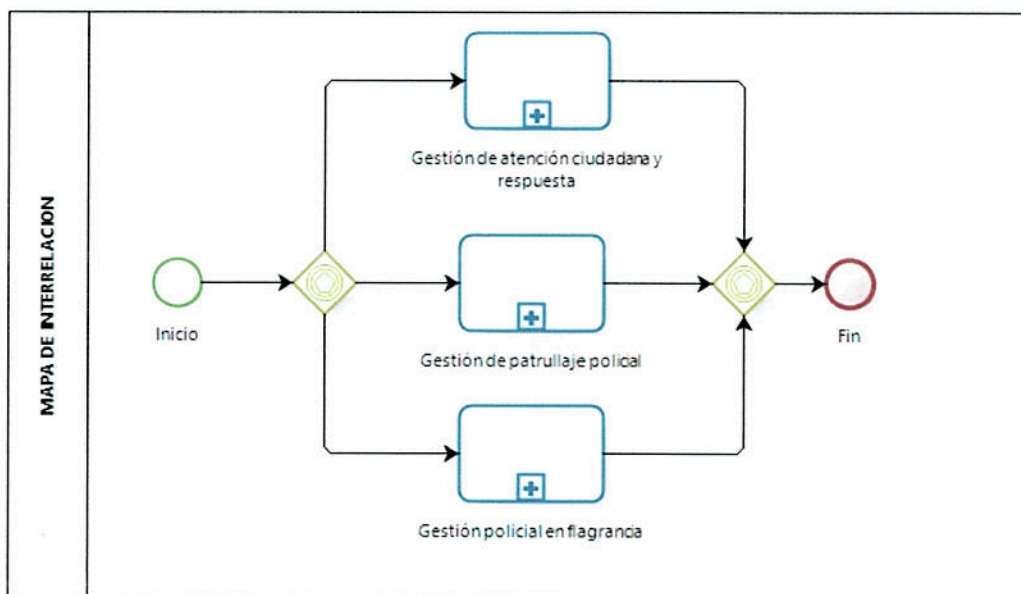 MAPA DE INTERRELACION
Gestión de atención ciudadana y
respuesta
Inicio
Gestión de patrullaje policial
Fin
Gestión policial en flagrancia